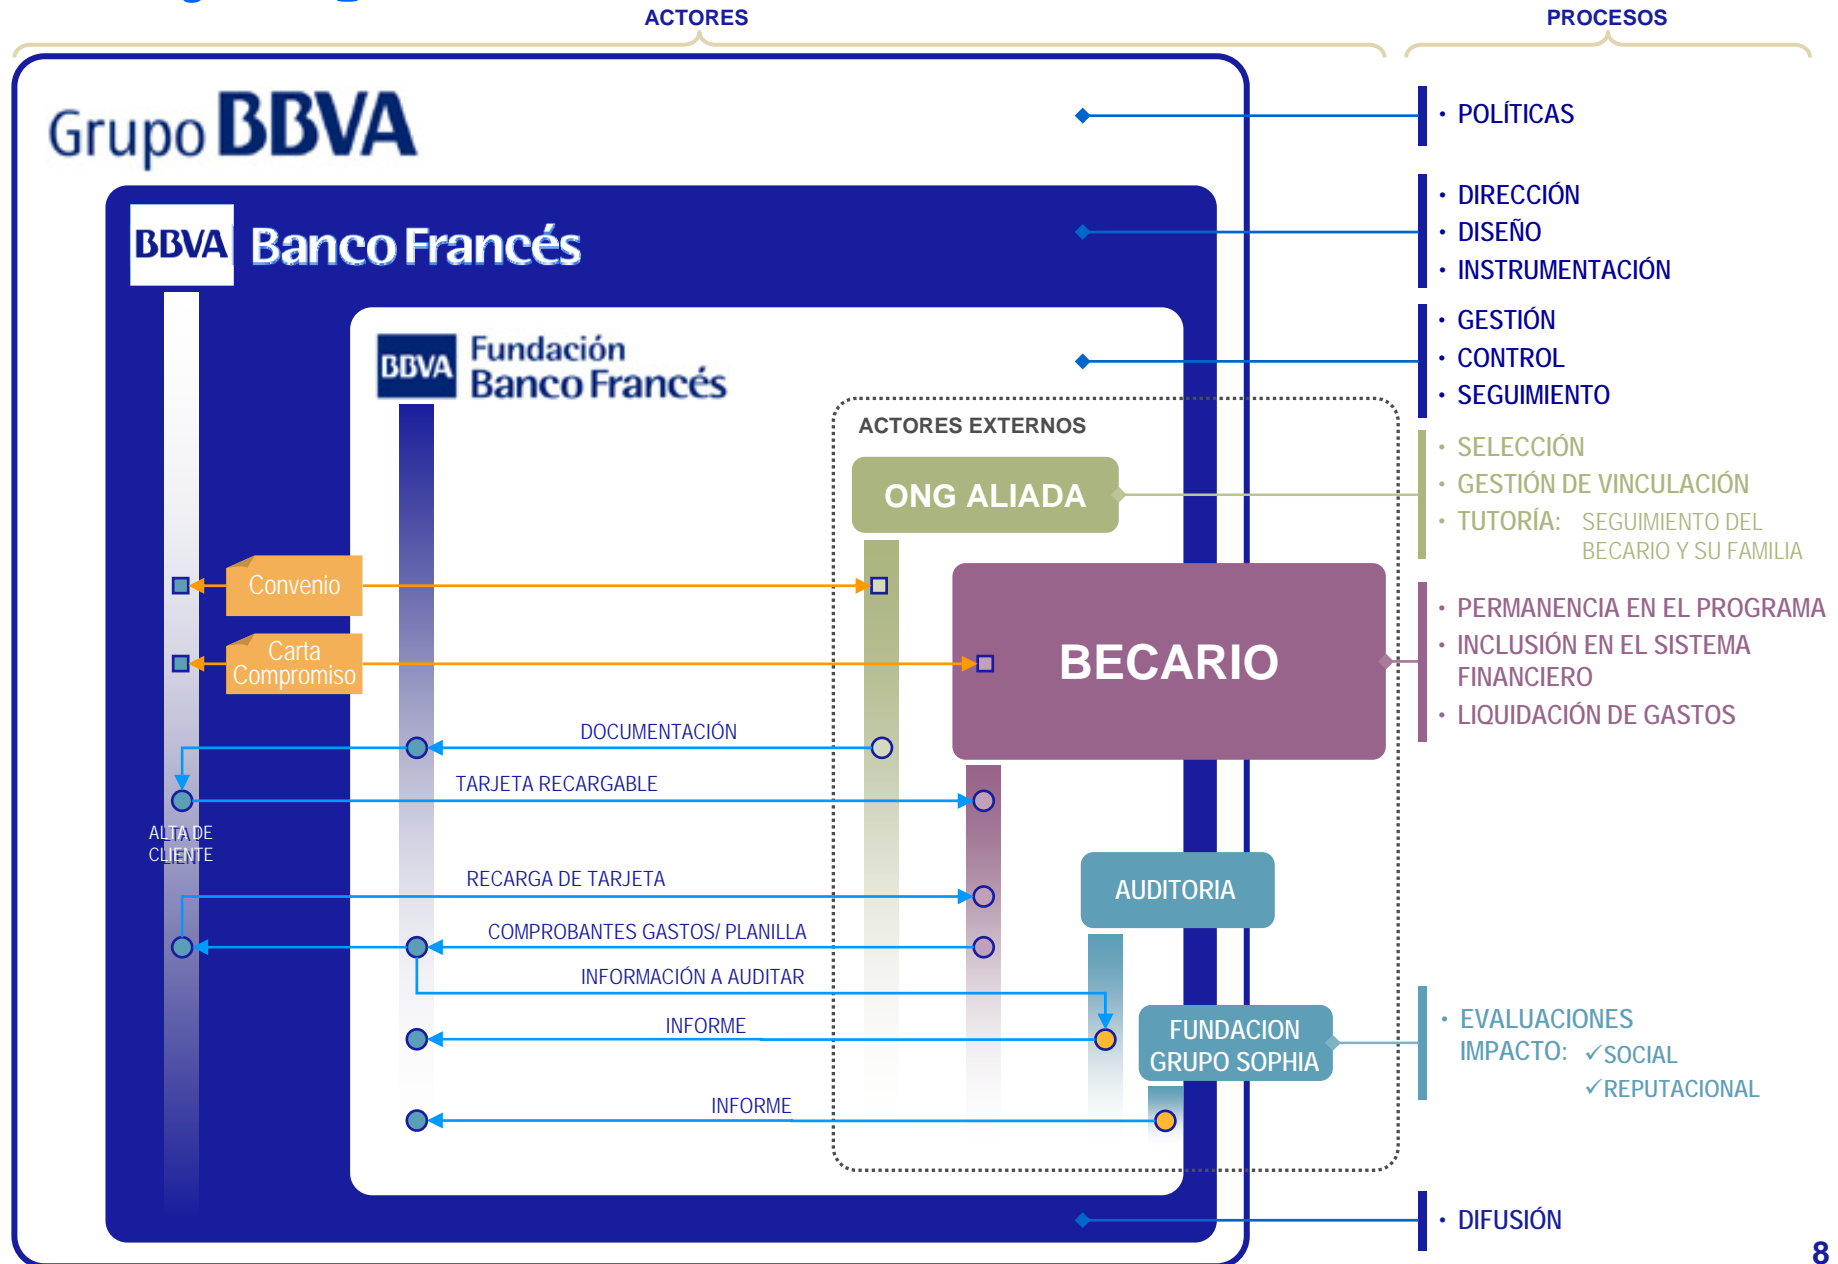 ACTORES
PROCESOS
Grupo BBVA
BBVA Banco Francés
BBVA Fundación
Banco Francés
ACTORES EXTERNOS
ONG ALIADA
Convenio
Carta
Compromiso
BECARIO
DOCUMENTACIÓN
TARJETA RECARGABLE
ALTA DE
CLIENTE
RECARGA DE TARJETA
AUDITORIA
COMPROBANTES GASTOS/ PLANILLA
INFORMACIÓN A AUDITAR
INFORME
FUNDACION
GRUPO SOPHIA
INFORME
• POLÍTICAS
• DIRECCIÓN
• DISEÑO
• INSTRUMENTACIÓN
• GESTIÓN
• CONTROL
• SEGUIMIENTO
• SELECCIÓN
• GESTIÓN DE VINCULACIÓN
• TUTORÍA: SEGUIMIENTO DEL
BECARIO Y SU FAMILIA
• PERMANENCIA EN EL PROGRAMA
• INCLUSIÓN EN EL SISTEMA
FINANCIERO
• LIQUIDACIÓN DE GASTOS
• EVALUACIONES
IMPACTO: ✓SOCIAL
✓REPUTACIONAL
• DIFUSIÓN
8